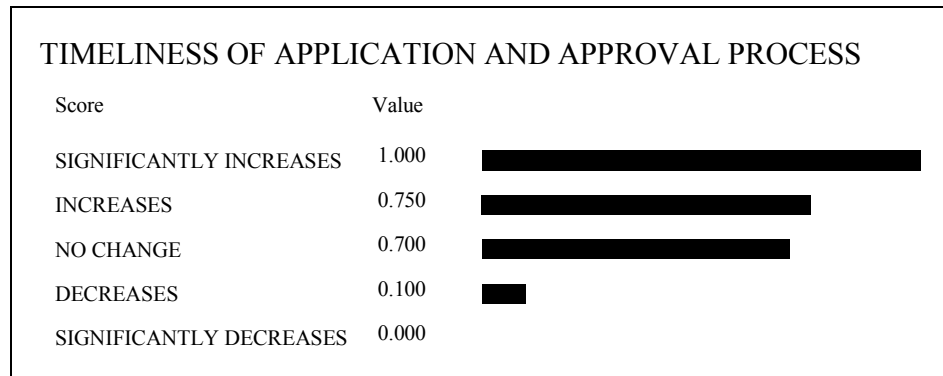 TIMELINESS OF APPLICATION AND APPROVAL PROCESS
Score Value
SIGNIFICANTLY INCREASES 1.000
INCREASES 0.750
NO CHANGE 0.700
DECREASES 0.100
SIGNIFICANTLY DECREASES 0.000